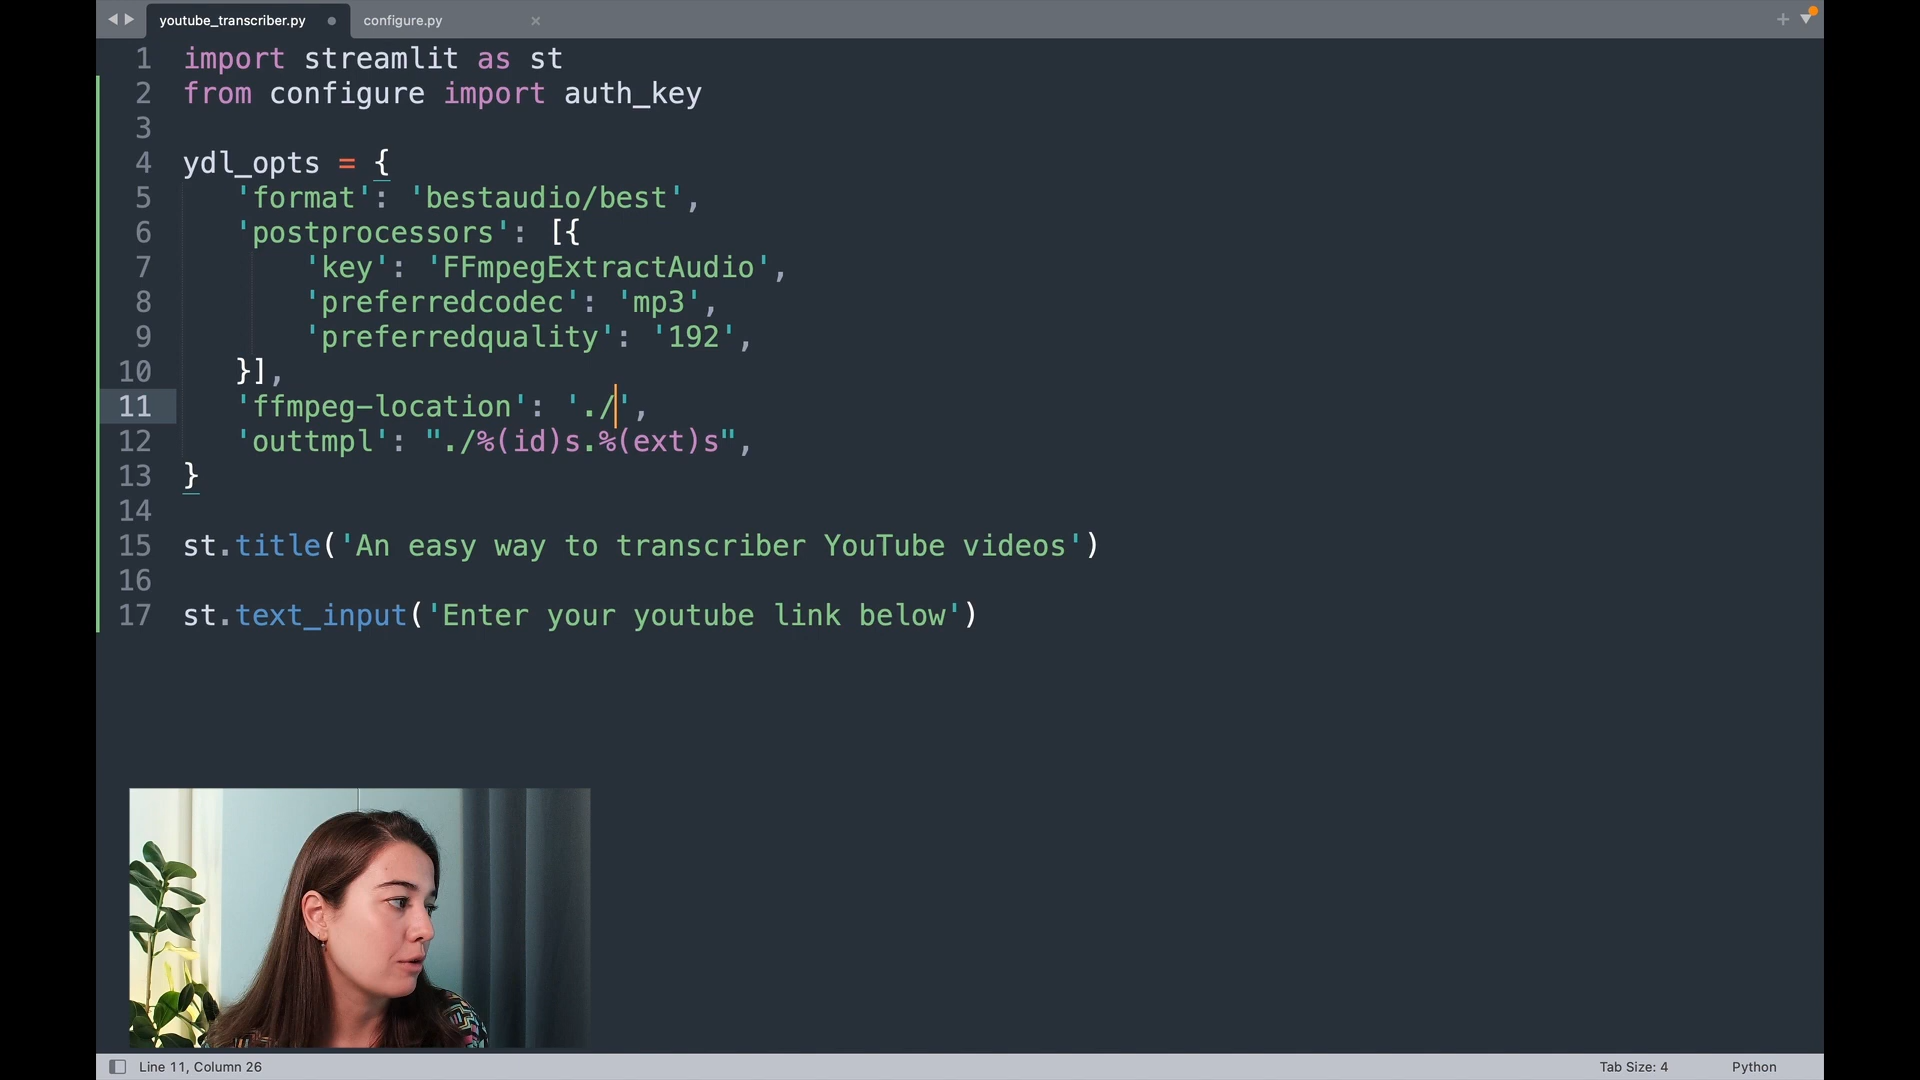 youtube_transcriber.py configure.py
1 import streamlit as st
2 from configure import auth_key
3
4 ydl_opts = {
5 'format': 'bestaudio/best',
6 'postprocessors': [{
7 'key': 'FFmpegExtractAudio',
8 'preferredcodec': 'mp3',
9 'preferredquality': '192',
10 }],
11 'ffmpeg-location': './',
12 'outtmpl': "./%(id)s.%(ext)s",
13 }
14
15 st.title('An easy way to transcriber YouTube videos')
16
17 st.text_input('Enter your youtube link below')
Line 11, Column 26 Tab Size: 4 Python